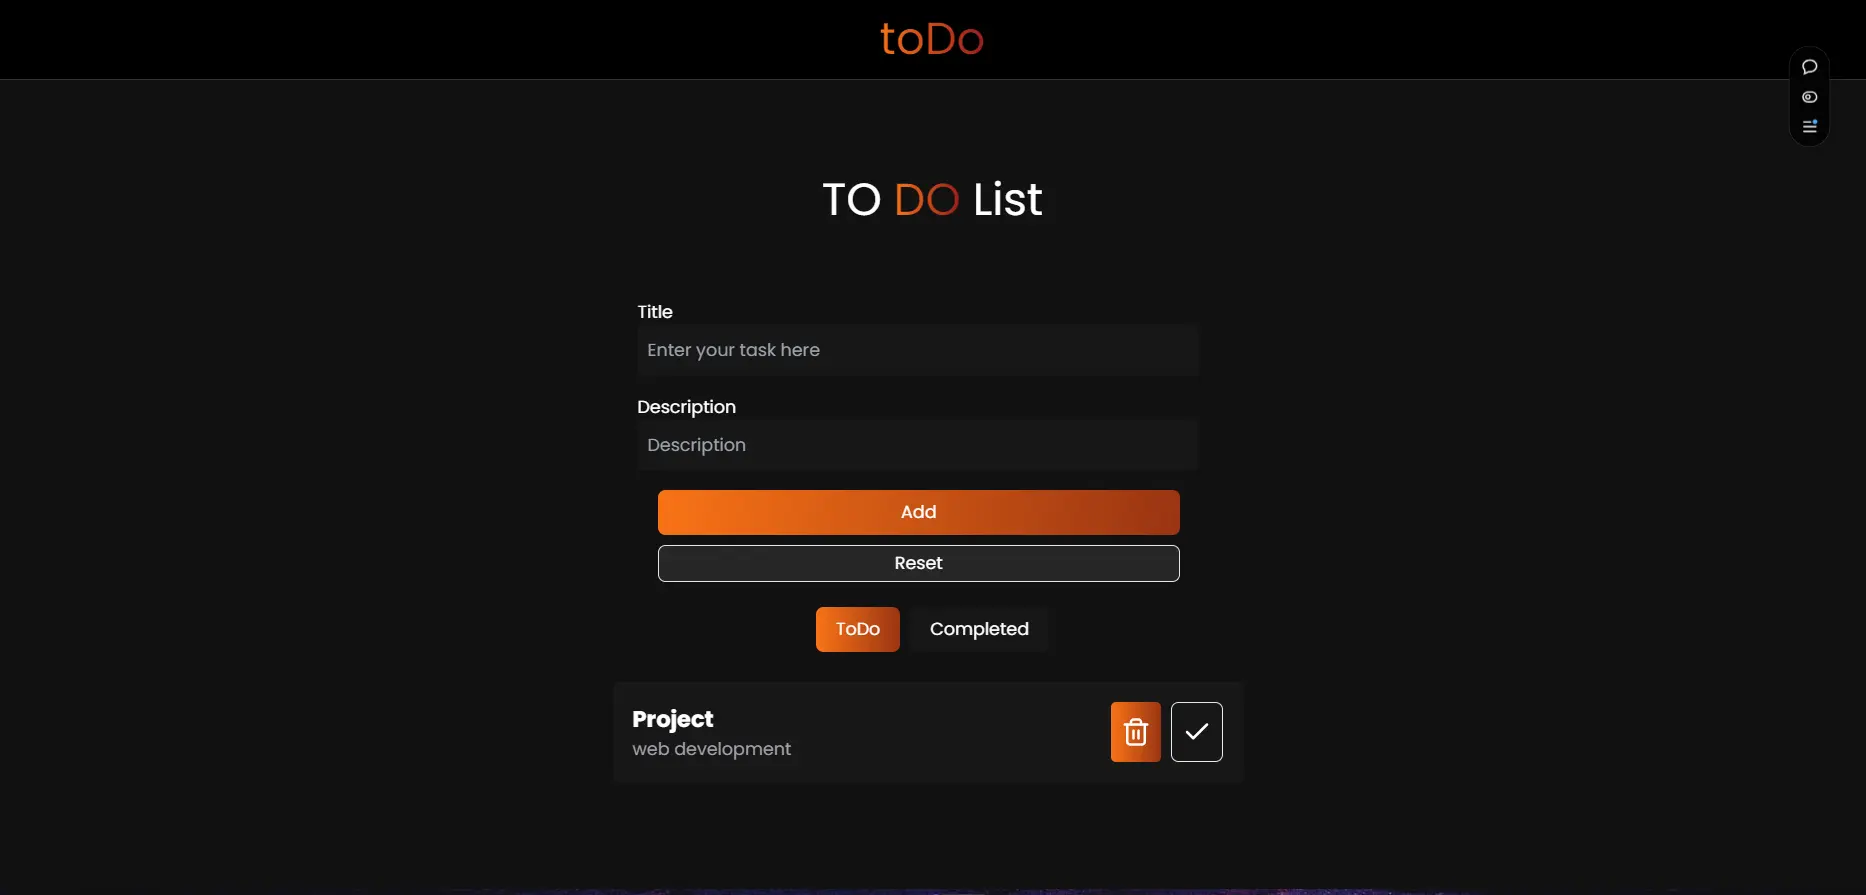 toDo
TO DO List
Title
Enter your task here
Description
Description
Add
Reset
ToDo
Completed
Project
web development